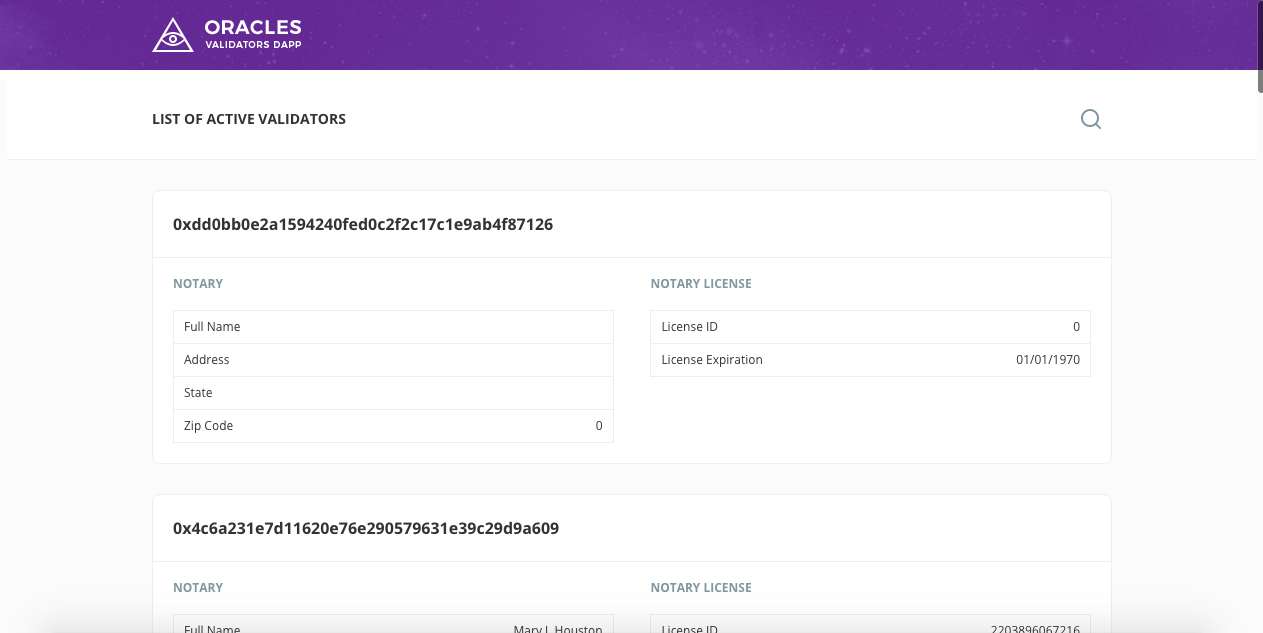 ORACLES
VALIDATORS DAPP
LIST OF ACTIVE VALIDATORS
0xdd0bb0e2a1594240fed0c2f2c17c1e9ab4f87126
NOTARY
Full Name
Address
State
Zip Code 0
NOTARY LICENSE
License ID 0
License Expiration 01/01/1970
0x4c6a231e7d11620e76e290579631e39c29d9a609
NOTARY
Full Name Mary J. Houston
NOTARY LICENSE
License ID 2203896067216